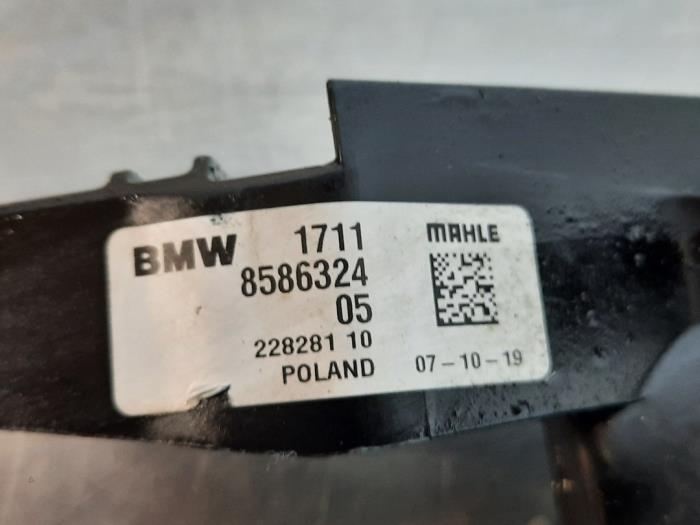 BMW 1711 MAHLE
8586324
05
228281 10
POLAND 07-10-19